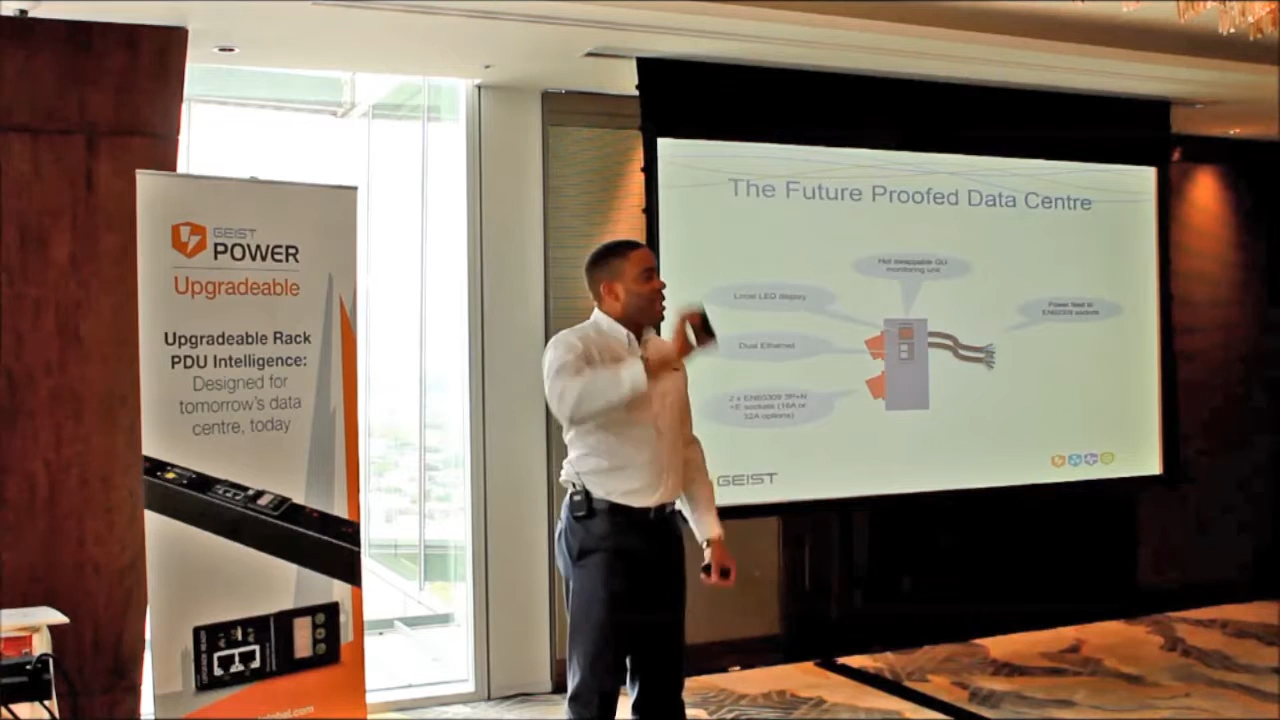 GEIST
POWER
Upgradeable
Upgradeable Rack
PDU Intelligence:
Designed for
tomorrow's data
centre, today
The Future Proofed Data Centre
Hot swappable GU
monitoring unit
Local LED display
Power feed to
EN60309 sockets
Dual Ethernet
2 x EN60309 3P+N
+E sockets (16A or
32A options)
GEIST